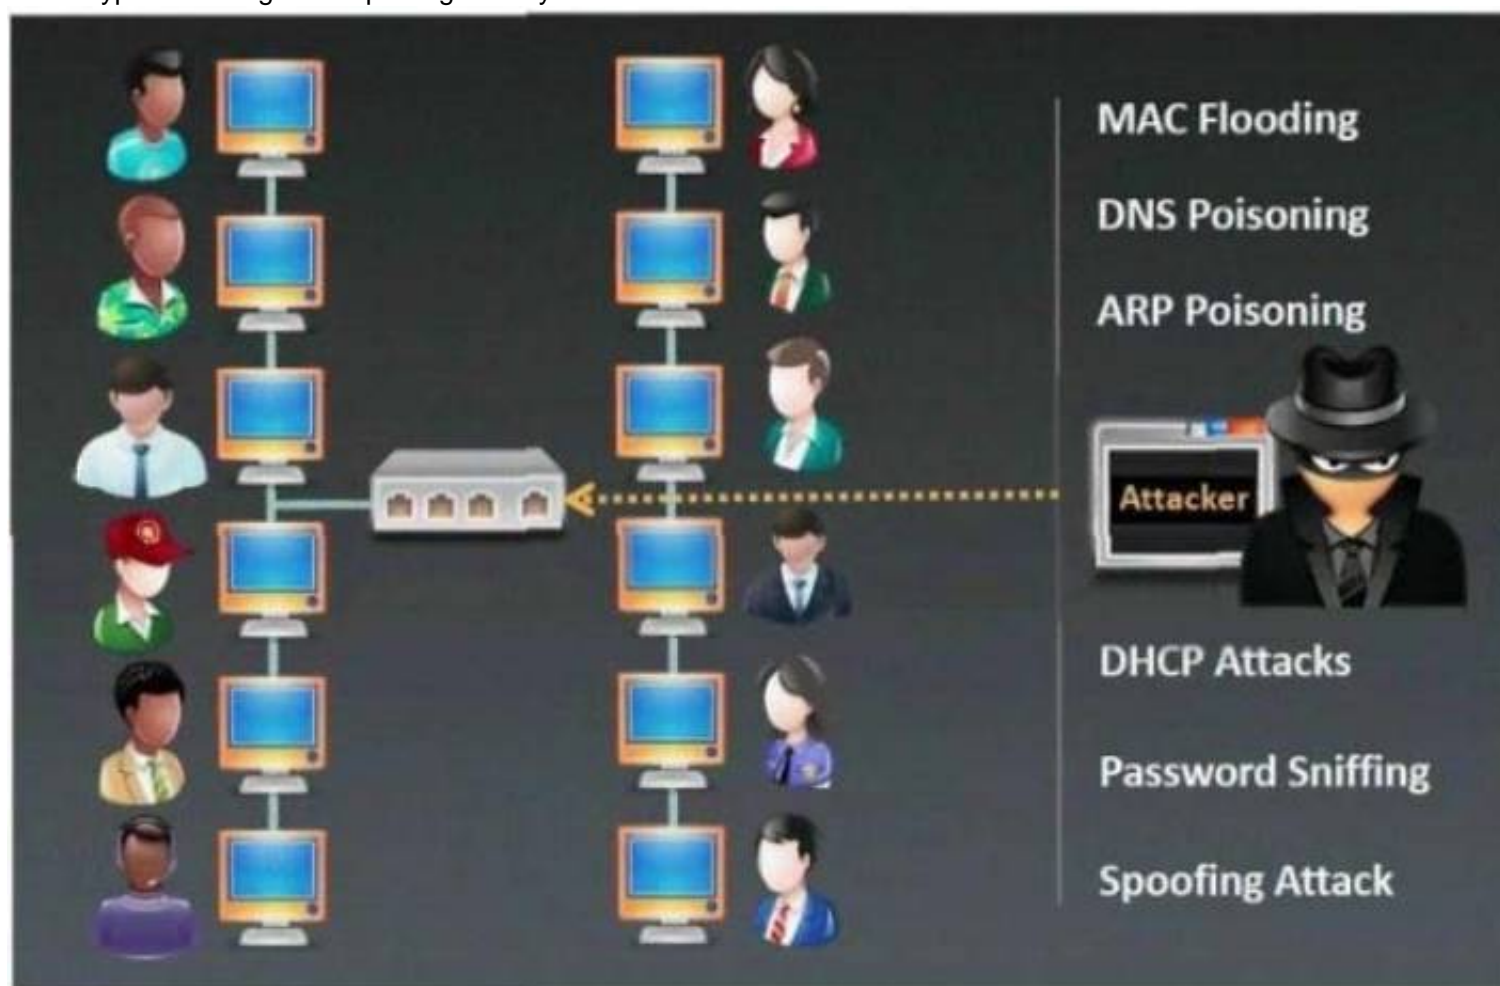 MAC Flooding
DNS Poisoning
ARP Poisoning
Attacker
DHCP Attacks
Password Sniffing
Spoofing Attack